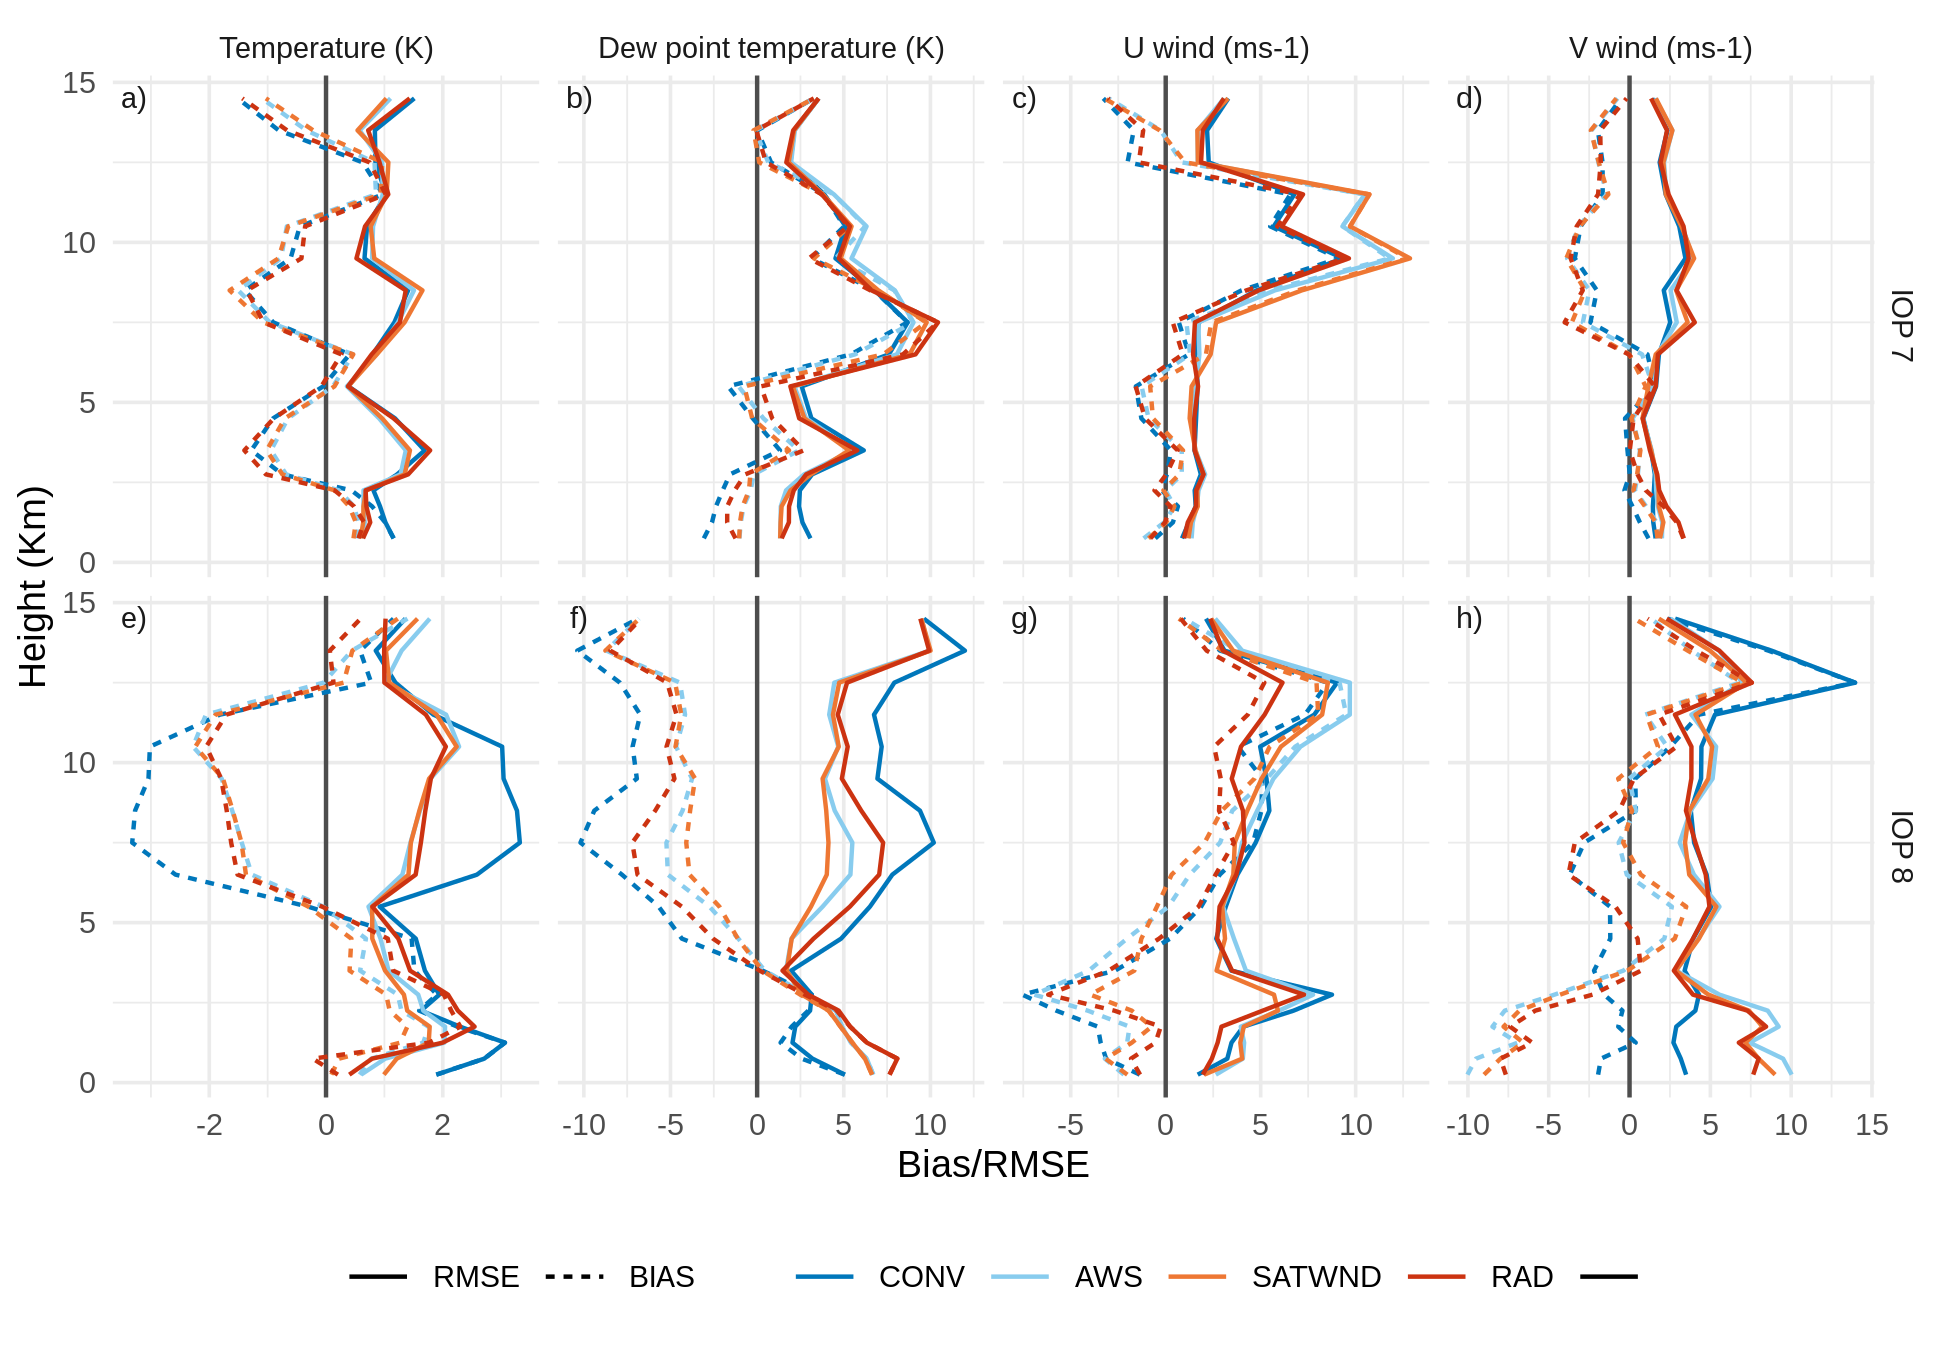 Temperature (K) Dew point temperature (K) U wind (ms-1) V wind (ms-1)
15
a) b) c) d)
10
IOP 7
5
0
Height (Km)
15
e) f) g) h)
10
IOP 8
5
0
-2 0 2 -10 -5 0 5 10 -5 0 5 10 -10 -5 0 5 10 15
Bias/RMSE
RMSE BIAS CONV AWS SATWND RAD